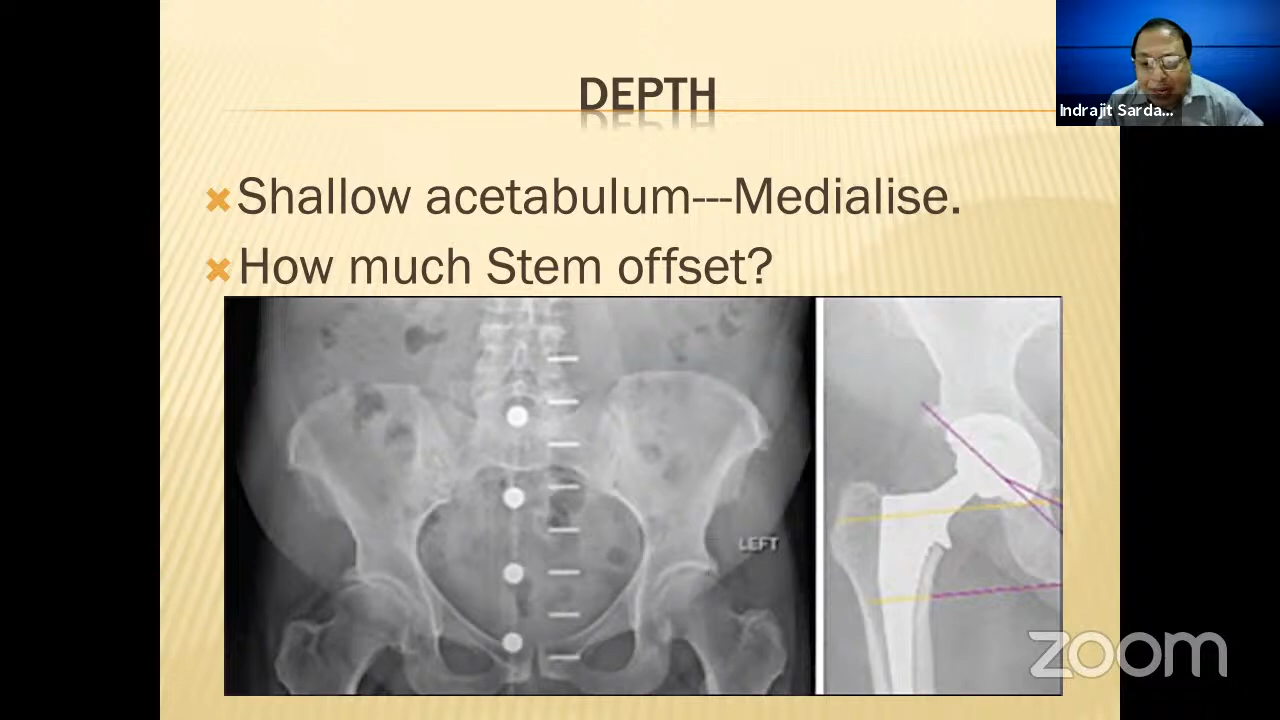 DEPTH
Indrajit Sarda...
Shallow acetabulum---Medialise.
How much Stem offset?
LEFT
zoom